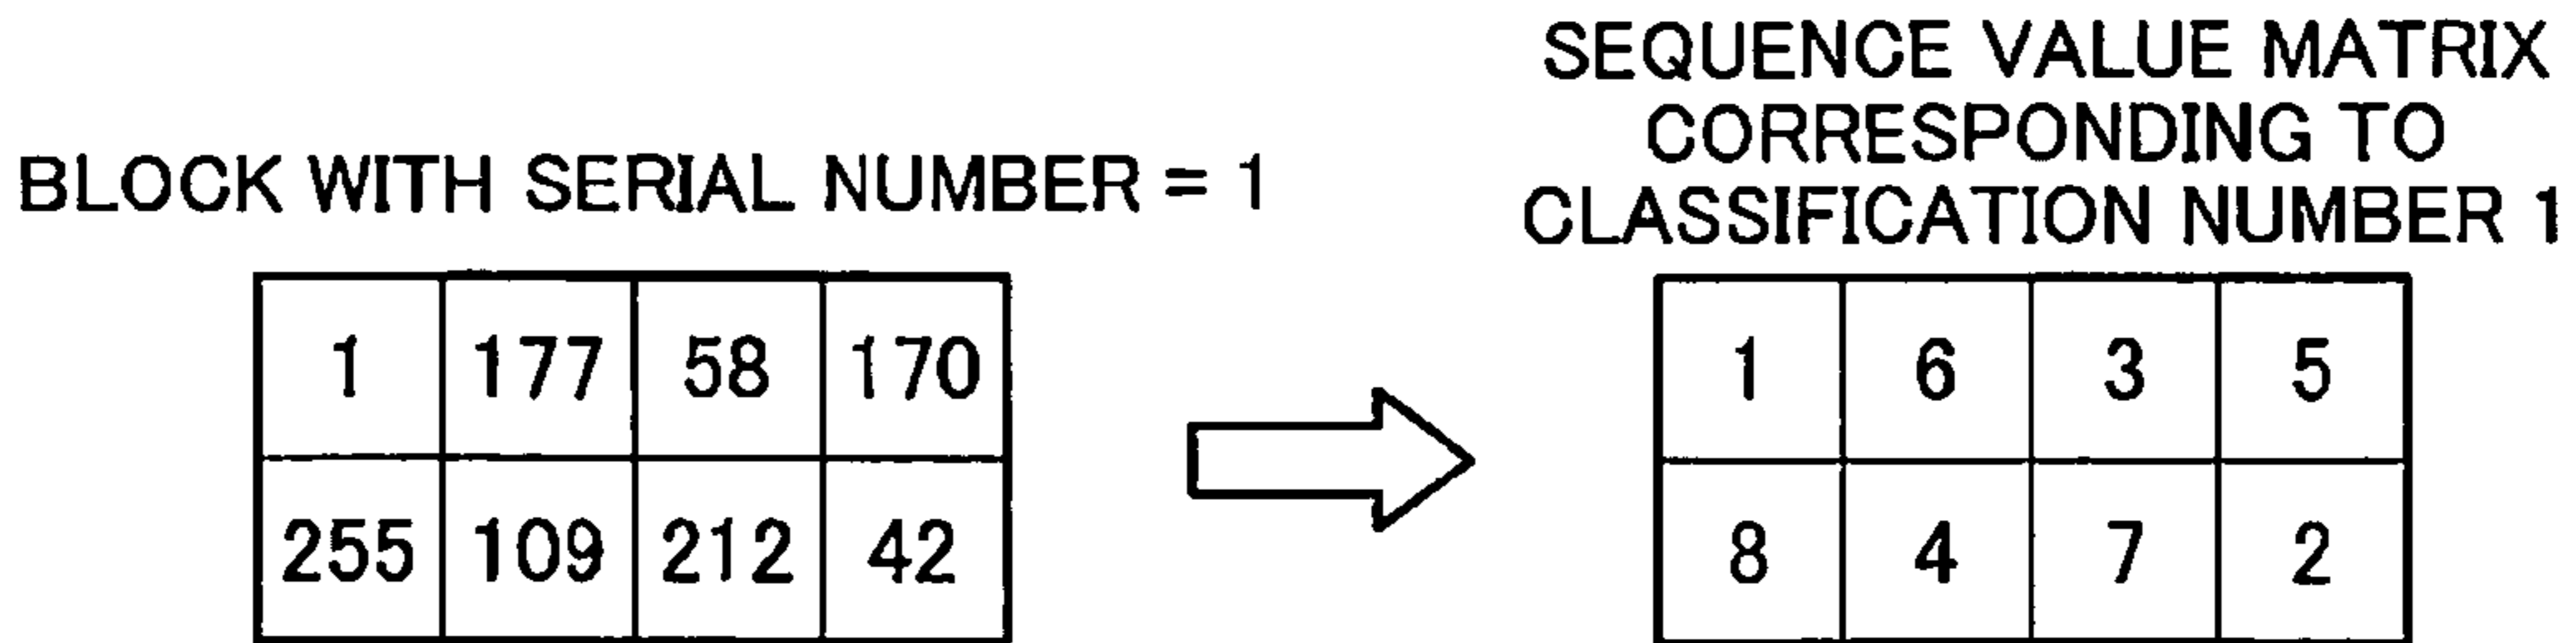 BLOCK WITH SERIAL NUMBER = 1
1 177 58 170
255 109 212 42
SEQUENCE VALUE MATRIX
CORRESPONDING TO
CLASSIFICATION NUMBER 1
1 6 3 5
8 4 7 2